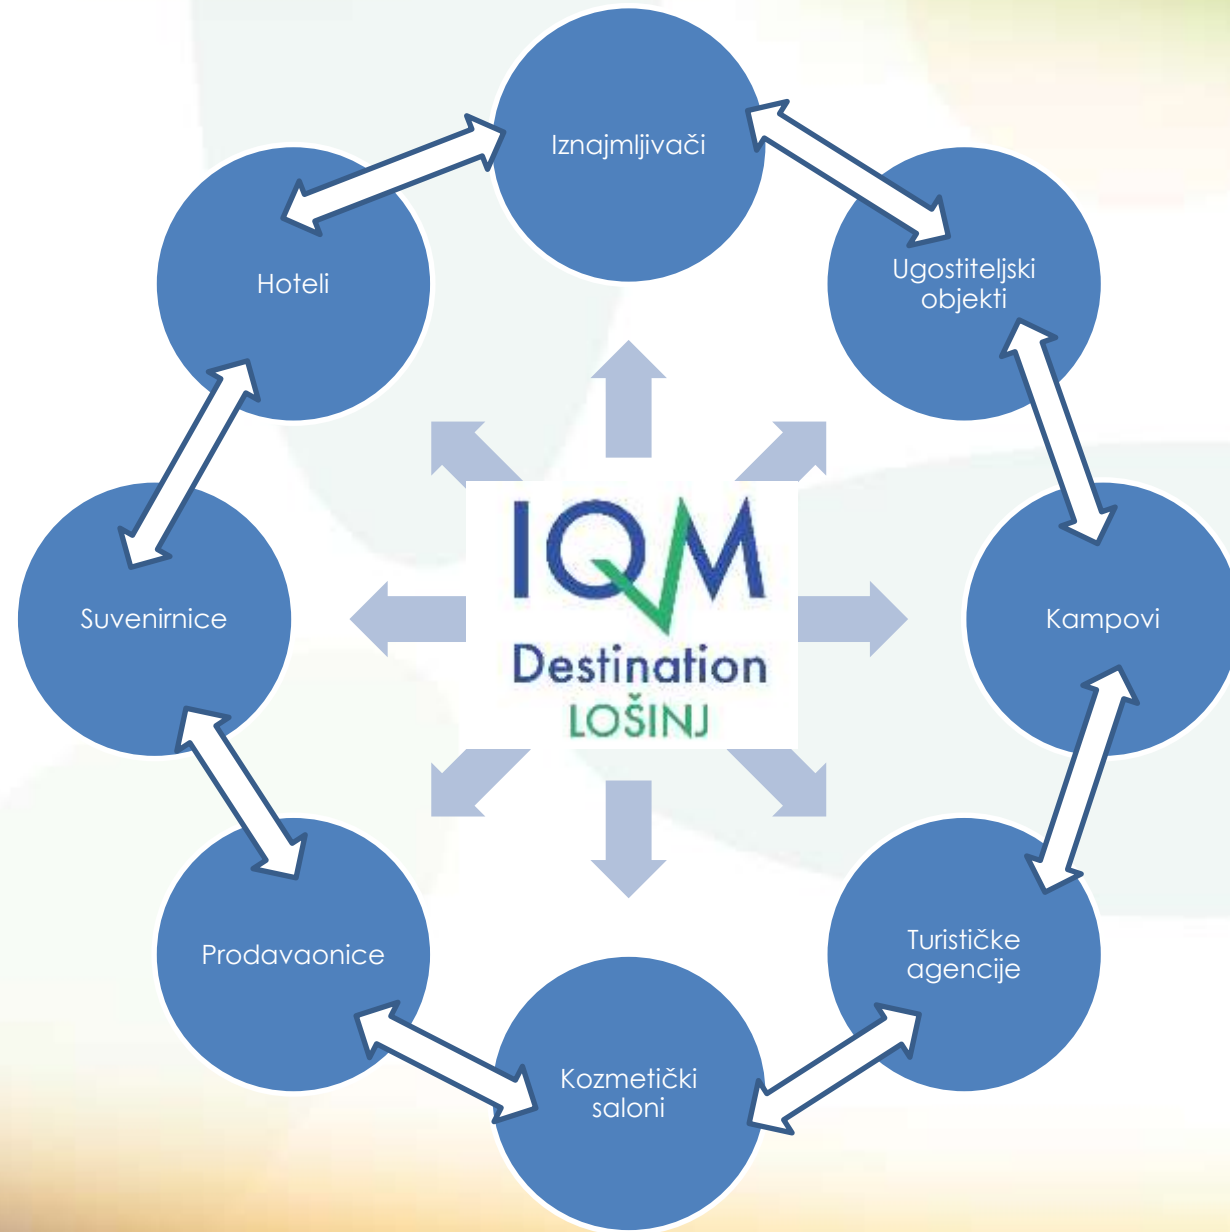 Iznajmljivači
Ugostiteljski
objekti
Hoteli
Kampovi
Suvenirnice
IQM
Destination
LOŠINJ
Turističke
agencije
Prodavaonice
Kozmetički
saloni